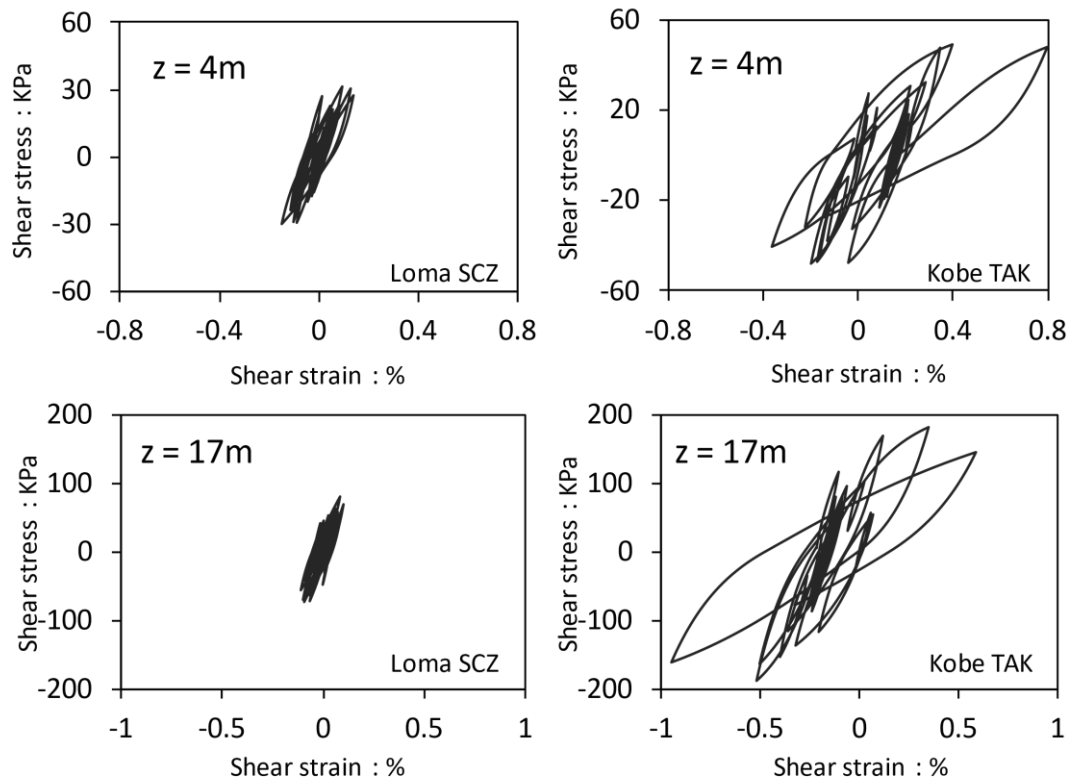 60
30
0
-30
-60
Shear stress : KPa
z = 4m
Loma SCZ
-0.8 -0.4 0 0.4 0.8
Shear strain : %
60
20
-20
-60
Shear stress : KPa
z = 4m
Kobe TAK
-0.8 -0.4 0 0.4 0.8
Shear strain : %
200
100
0
-100
-200
Shear stress : KPa
z = 17m
Loma SCZ
-1 -0.5 0 0.5 1
Shear strain : %
200
100
0
-100
-200
Shear stress : KPa
z = 17m
Kobe TAK
-1 -0.5 0 0.5 1
Shear strain : %